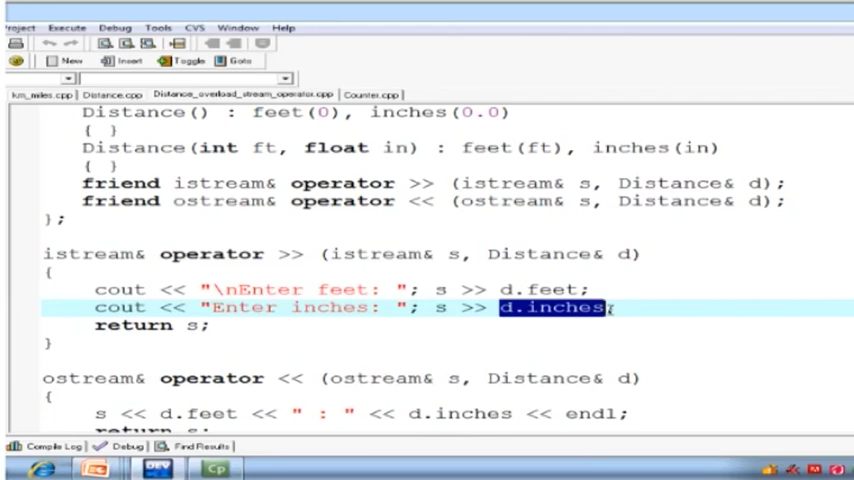 Project Execute Debug Tools CVS Window Help
New Insert Toggle Goto
km_miles.cpp Distance.cpp Distance_overload_stream_operator.cpp Counter.cpp
Distance() : feet(0), inches(0.0)
{ }
Distance(int ft, float in) : feet(ft), inches(in)
{ }
friend istream& operator >> (istream& s, Distance& d);
friend ostream& operator << (ostream& s, Distance& d);
};
istream& operator >> (istream& s, Distance& d)
{
cout << "\nEnter feet: "; s >> d.feet;
cout << "Enter inches: "; s >> d.inches;
return s;
}
ostream& operator << (ostream& s, Distance& d)
{
s << d.feet << " : " << d.inches << endl;
return s;
Compile Log Debug Find Results
DEV Cp